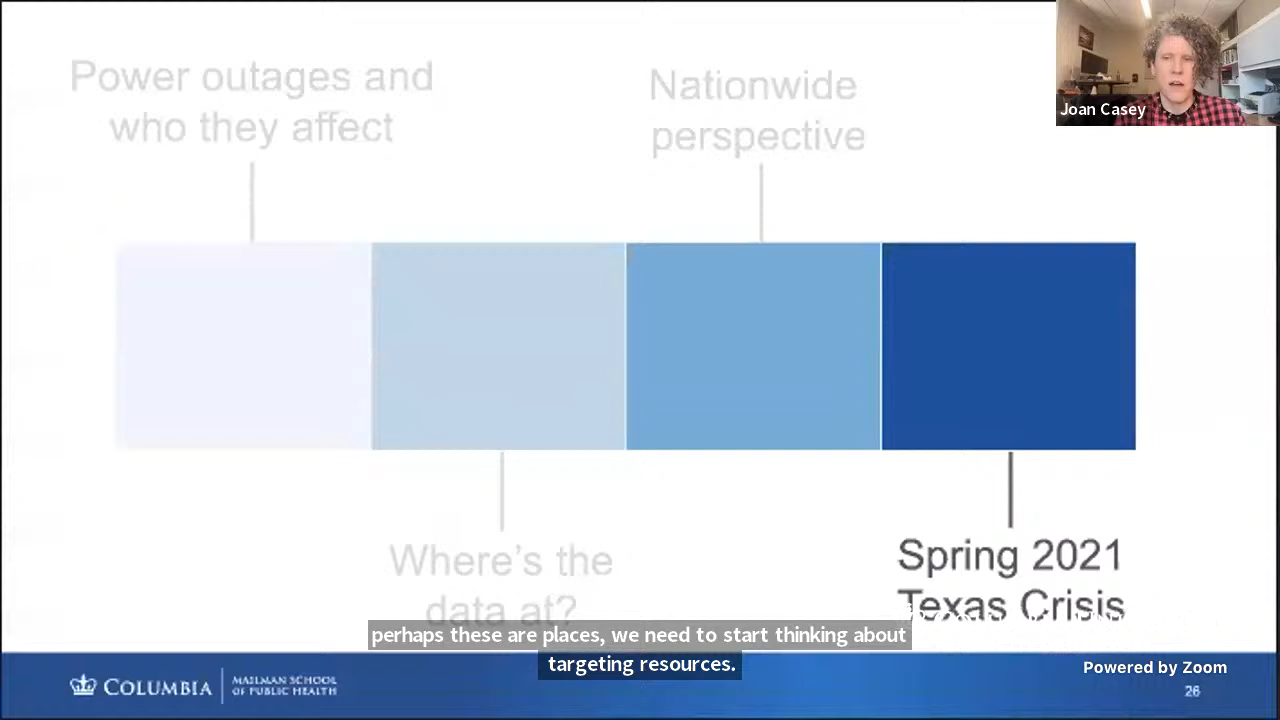 Power outages and
who they affect
Nationwide
perspective
Joan Casey
Where's the
data at?
Spring 2021
Texas Crisis
perhaps these are places, we need to start thinking about
targeting resources.
COLUMBIA
MAILMAN SCHOOL
OF PUBLIC HEALTH
Powered by Zoom
26